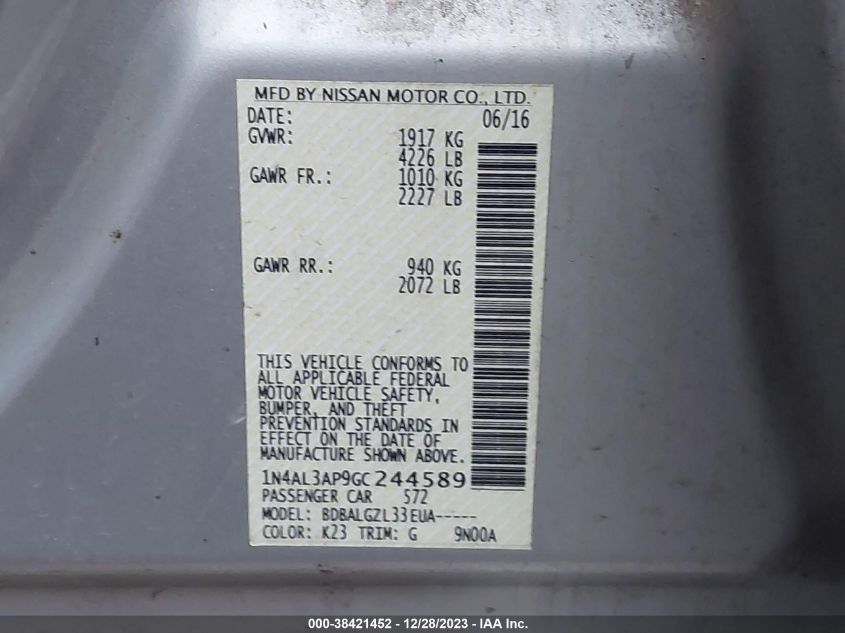 MFD BY NISSAN MOTOR CO., LTD.
DATE: 06/16
GVWR: 1917 KG
4226 LB
GAWR FR.: 1010 KG
2227 LB
GAWR RR.: 940 KG
2072 LB
THIS VEHICLE CONFORMS TO
ALL APPLICABLE FEDERAL
MOTOR VEHICLE SAFETY,
BUMPER, AND THEFT
PREVENTION STANDARDS IN
EFFECT ON THE DATE OF
MANUFACTURE SHOWN ABOVE.
1N4AL3AP9GC244589
PASSENGER CAR 572
MODEL: BDBALGZL33EUA-----
COLOR: K23 TRIM: G 9N00A
000-38421452 - 12/28/2023 - IAA Inc.